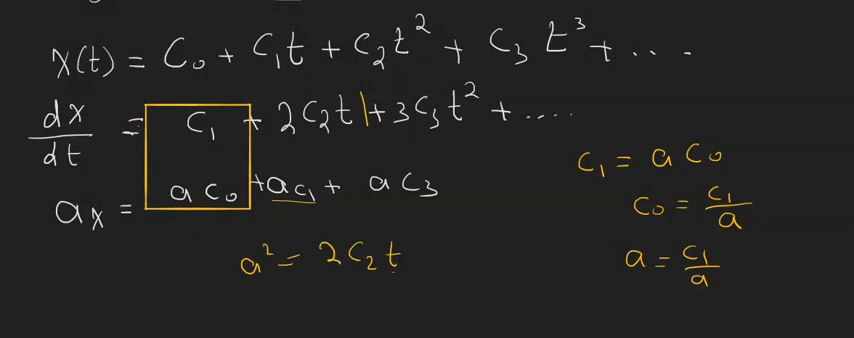 x(t) = C₀ + C₁t + C₂t² + C₃t³ + ....
dx/dt = C₁ + 2C₂t + 3C₃t² + ....
ax = aC₀ + aC₁ + aC₃
a² = 2C₂t
C₁ = aC₀
C₀ = C₁/a
a = C₁/a